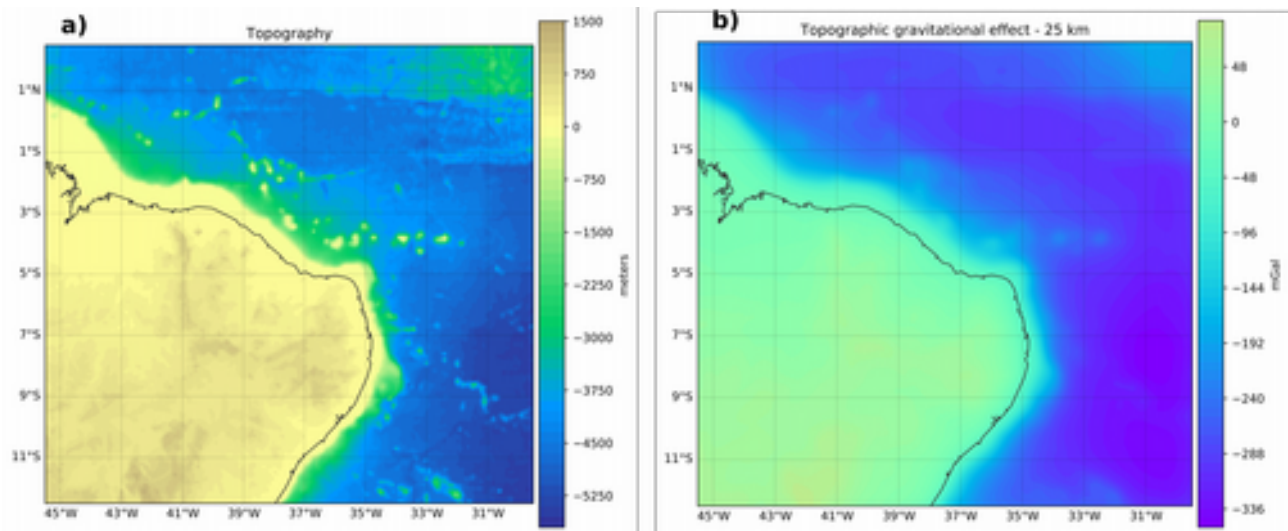 a)
Topography
1°N
1°S
3°S
5°S
7°S
9°S
11°S
45°W 43°W 41°W 39°W 37°W 35°W 33°W 31°W
1500
750
0
−750
−1500
−2250
−3000
−3750
−4500
−5250
meters
b)
Topographic gravitational effect - 25 km
1°N
1°S
3°S
5°S
7°S
9°S
11°S
45°W 43°W 41°W 39°W 37°W 35°W 33°W 31°W
48
0
−48
−96
−144
−192
−240
−288
−336
mGal